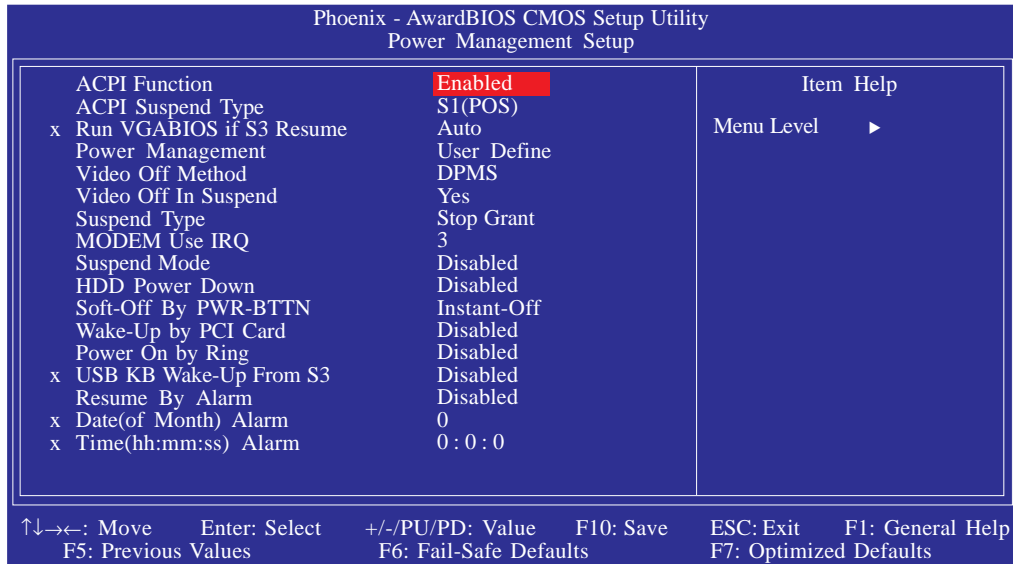 Phoenix - AwardBIOS CMOS Setup Utility
Power Management Setup
ACPI Function Enabled
ACPI Suspend Type S1(POS)
x Run VGABIOS if S3 Resume Auto
Power Management User Define
Video Off Method DPMS
Video Off In Suspend Yes
Suspend Type Stop Grant
MODEM Use IRQ 3
Suspend Mode Disabled
HDD Power Down Disabled
Soft-Off By PWR-BTTN Instant-Off
Wake-Up by PCI Card Disabled
Power On by Ring Disabled
x USB KB Wake-Up From S3 Disabled
Resume By Alarm Disabled
x Date(of Month) Alarm 0
x Time(hh:mm:ss) Alarm 0 : 0 : 0
Item Help
Menu Level ►
↑↓→←: Move Enter: Select +/-/PU/PD: Value F10: Save ESC: Exit F1: General Help
F5: Previous Values F6: Fail-Safe Defaults F7: Optimized Defaults